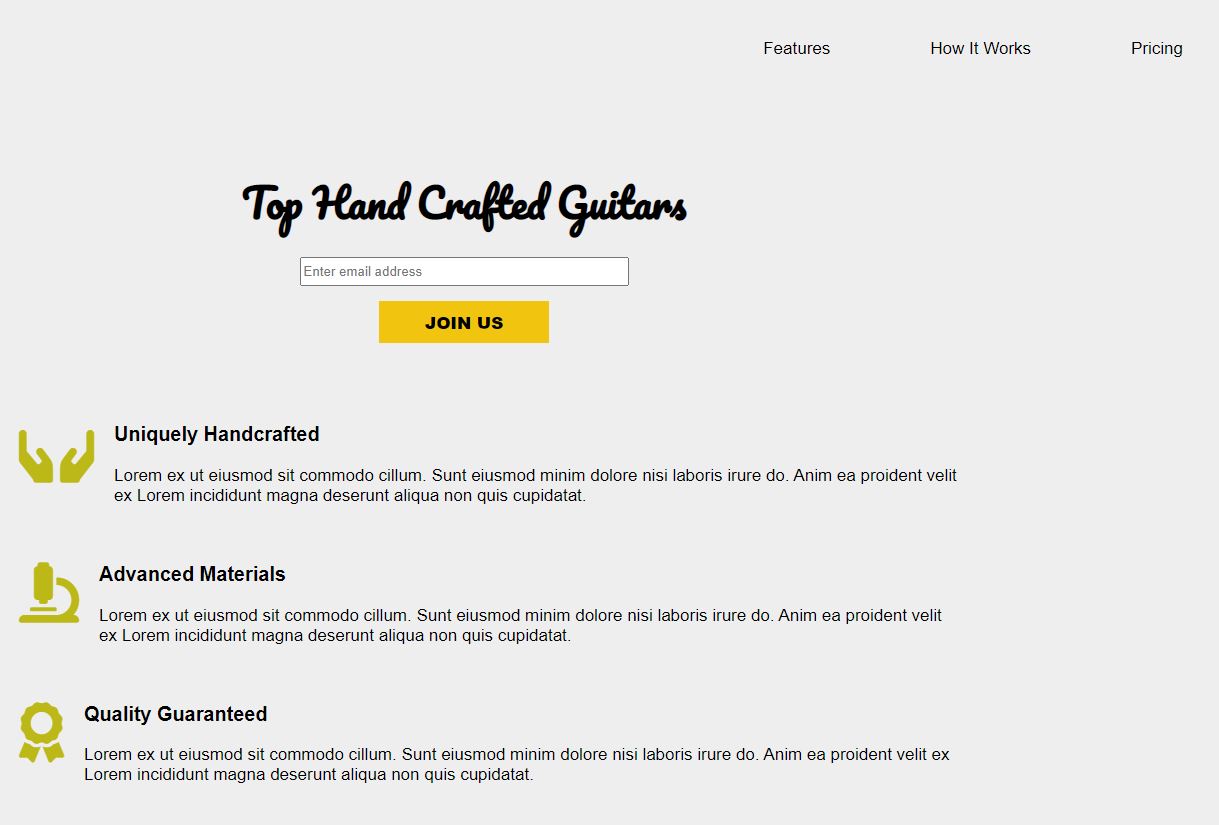 Features How It Works Pricing
Top Hand Crafted Guitars
Enter email address
JOIN US
Uniquely Handcrafted
Lorem ex ut eiusmod sit commodo cillum. Sunt eiusmod minim dolore nisi laboris irure do. Anim ea proident velit
ex Lorem incididunt magna deserunt aliqua non quis cupidatat.
Advanced Materials
Lorem ex ut eiusmod sit commodo cillum. Sunt eiusmod minim dolore nisi laboris irure do. Anim ea proident velit
ex Lorem incididunt magna deserunt aliqua non quis cupidatat.
Quality Guaranteed
Lorem ex ut eiusmod sit commodo cillum. Sunt eiusmod minim dolore nisi laboris irure do. Anim ea proident velit ex
Lorem incididunt magna deserunt aliqua non quis cupidatat.